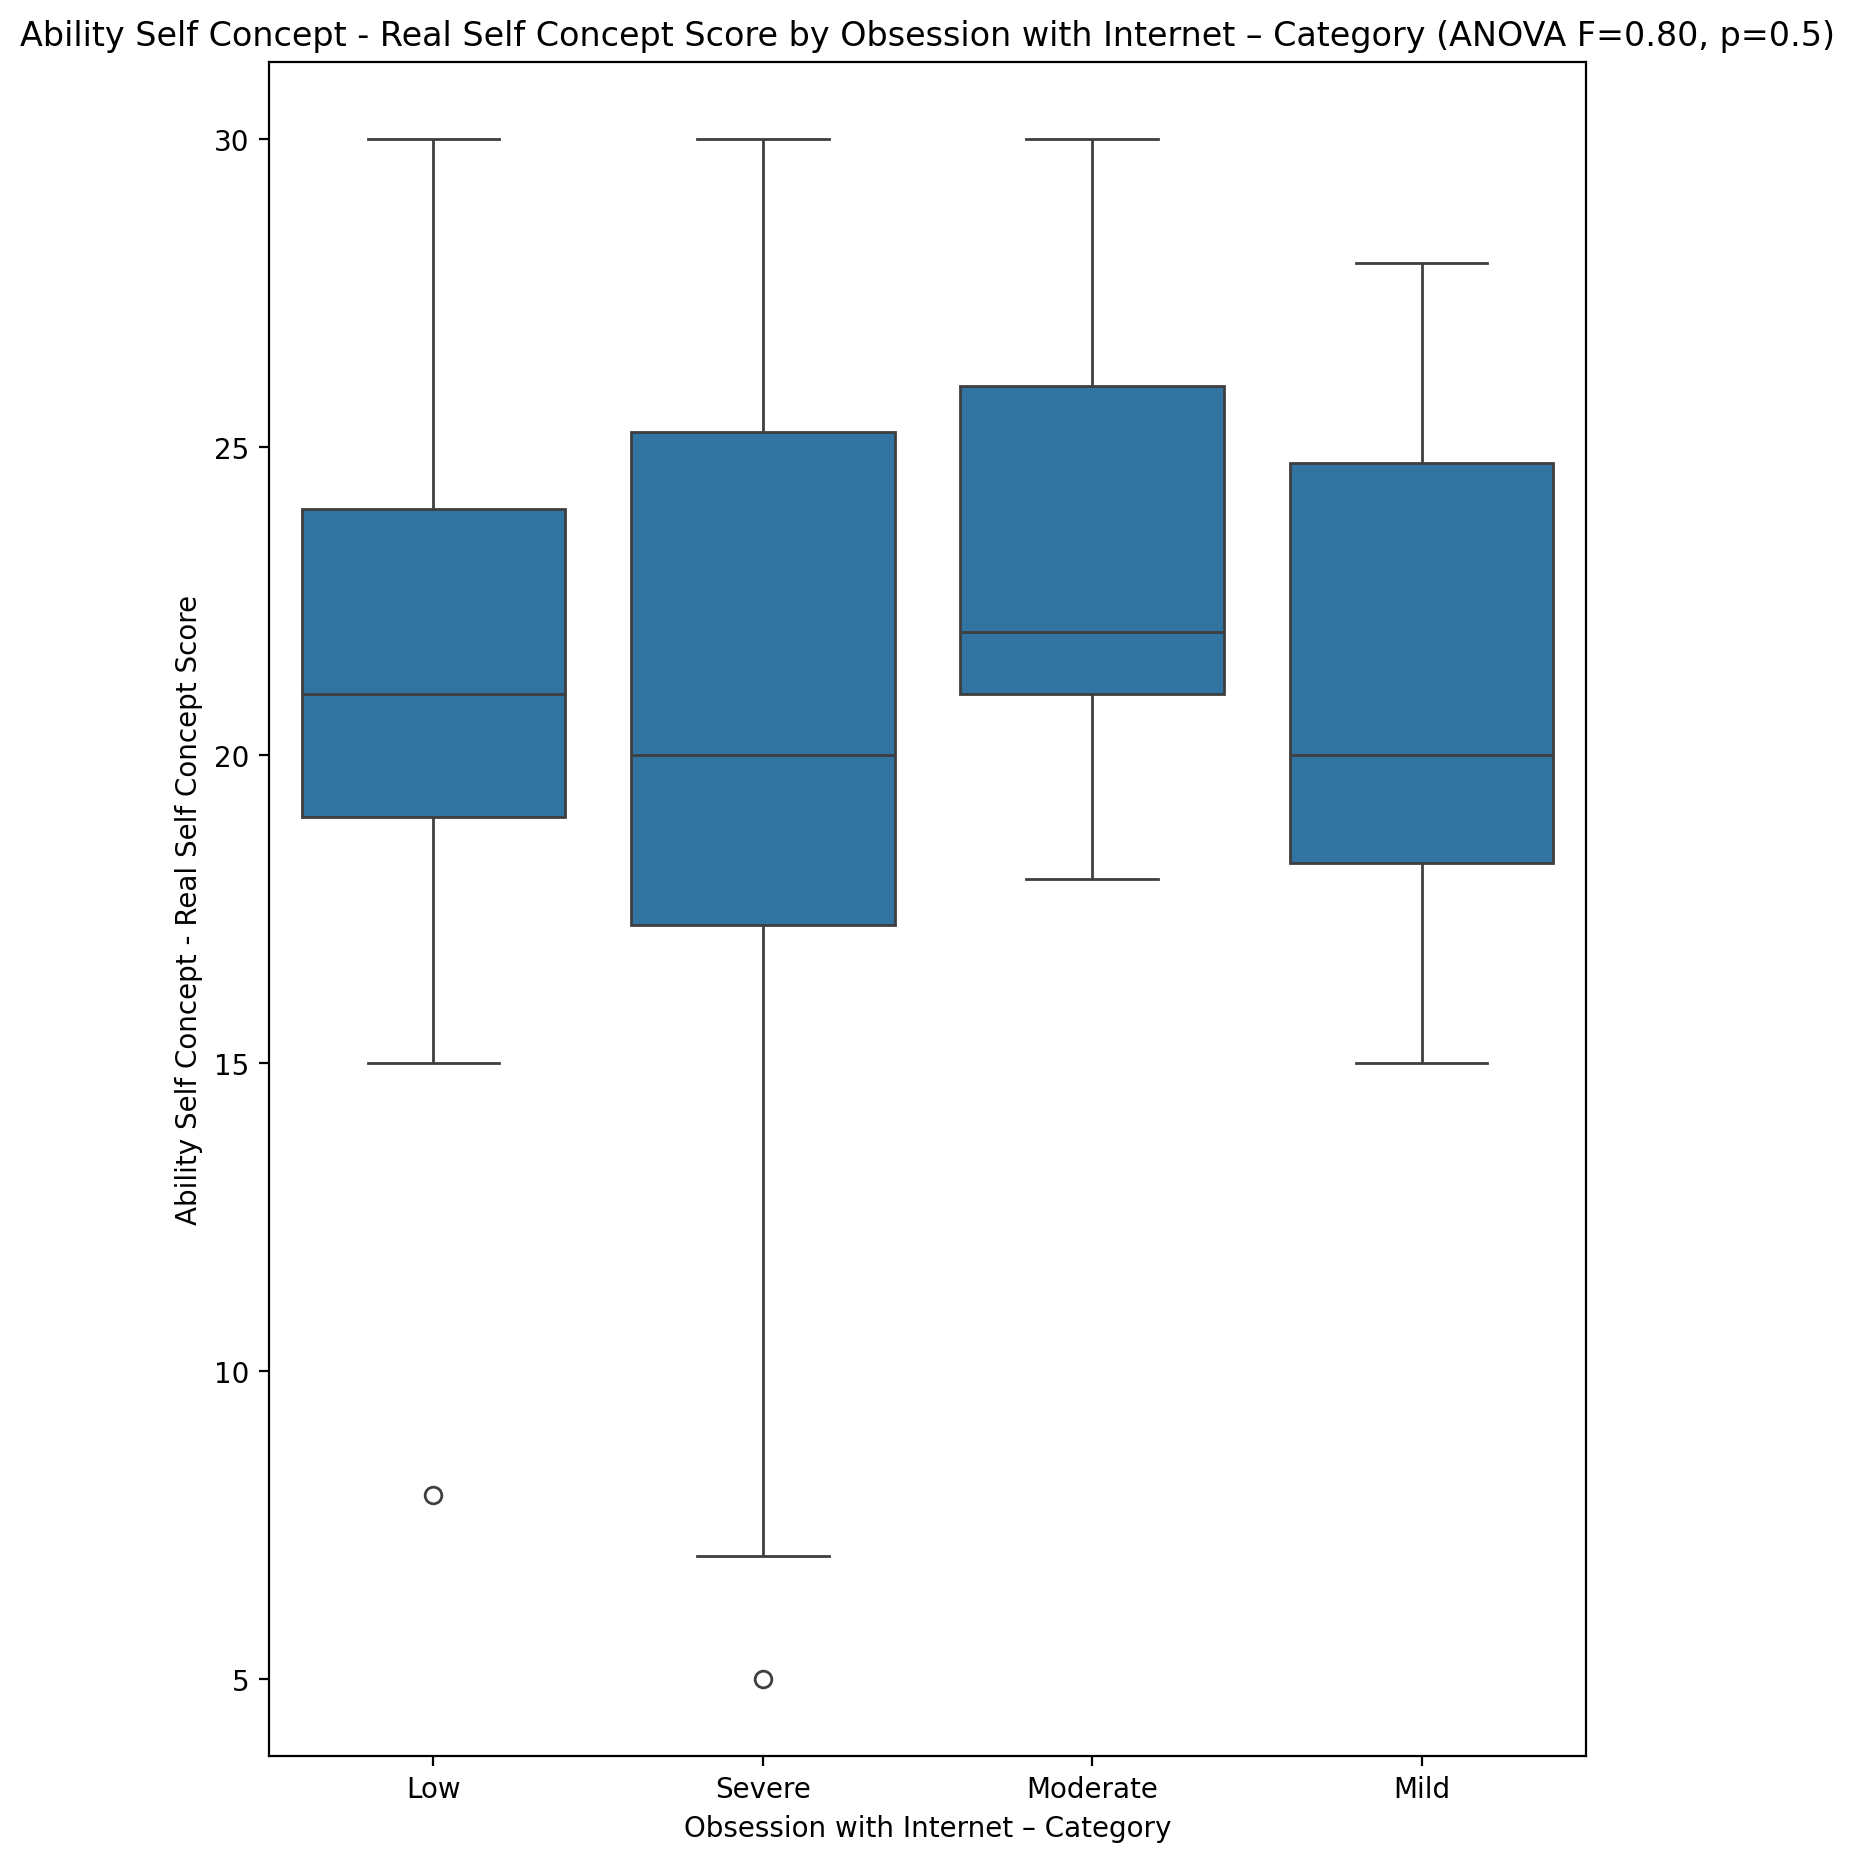 Ability Self Concept - Real Self Concept Score by Obsession with Internet – Category (ANOVA F=0.80, p=0.5)
Ability Self Concept - Real Self Concept Score
30
25
20
15
10
5
Low
Severe
Moderate
Mild
Obsession with Internet – Category